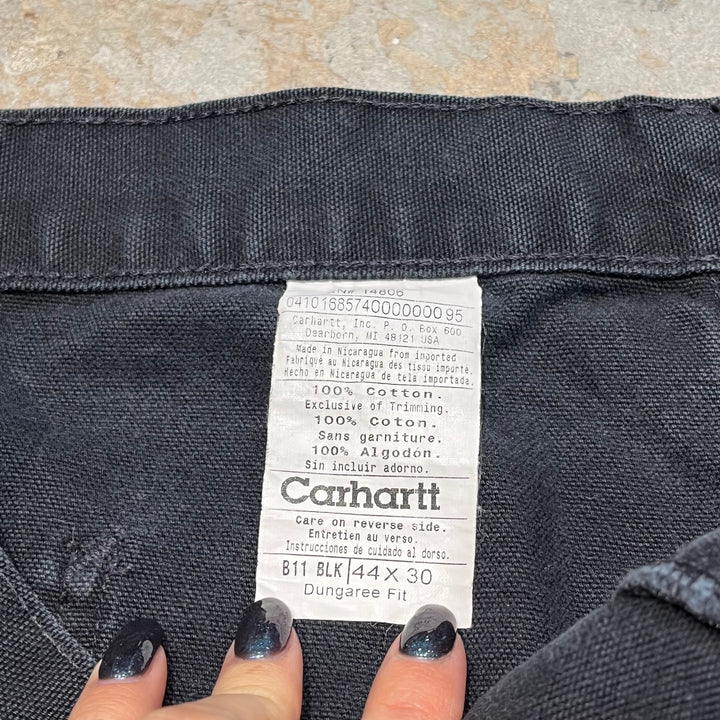 RN# 14806
0410168574000000095
Carhartt, Inc. P. O. Box 600
Dearborn, MI 48121 USA
Made in Nicaragua from imported
Fabriqué au Nicaragua des tissu importé.
Hecho en Nicaragua de tela importada.
100% Cotton.
Exclusive of Trimming.
100% Coton.
Sans garniture.
100% Algodón.
Sin incluir adorno.
Carhartt
Care on reverse side.
Entretien au verso.
Instrucciones de cuidado al dorso.
B11 BLK 44 X 30
Dungaree Fit